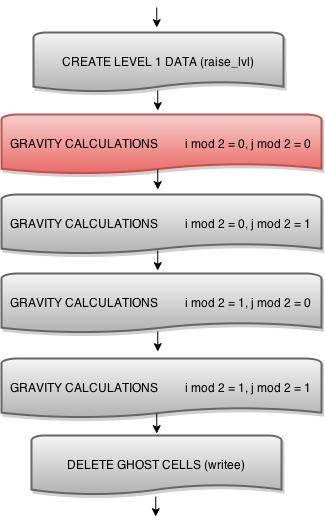 CREATE LEVEL 1 DATA (raise_lvl)
GRAVITY CALCULATIONS i mod 2 = 0, j mod 2 = 0
GRAVITY CALCULATIONS i mod 2 = 0, j mod 2 = 1
GRAVITY CALCULATIONS i mod 2 = 1, j mod 2 = 0
GRAVITY CALCULATIONS i mod 2 = 1, j mod 2 = 1
DELETE GHOST CELLS (writee)